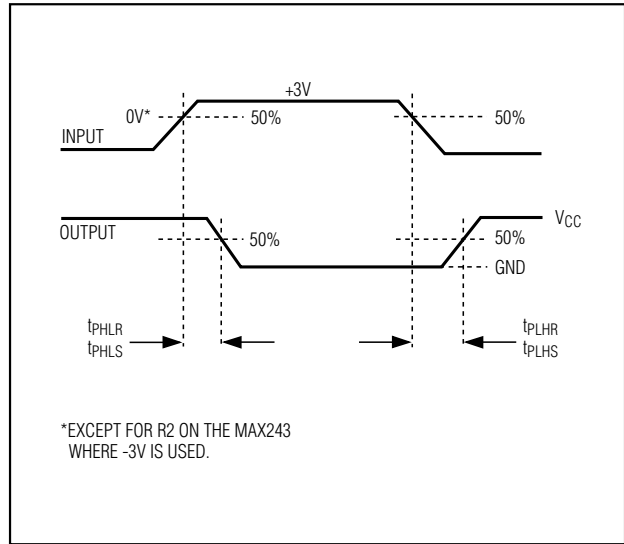 +3V
0V* 50% 50%
INPUT
VCC
OUTPUT
50% 50%
GND
tPHLR
tPHLS
tPLHR
tPLHS
*EXCEPT FOR R2 ON THE MAX243
WHERE -3V IS USED.